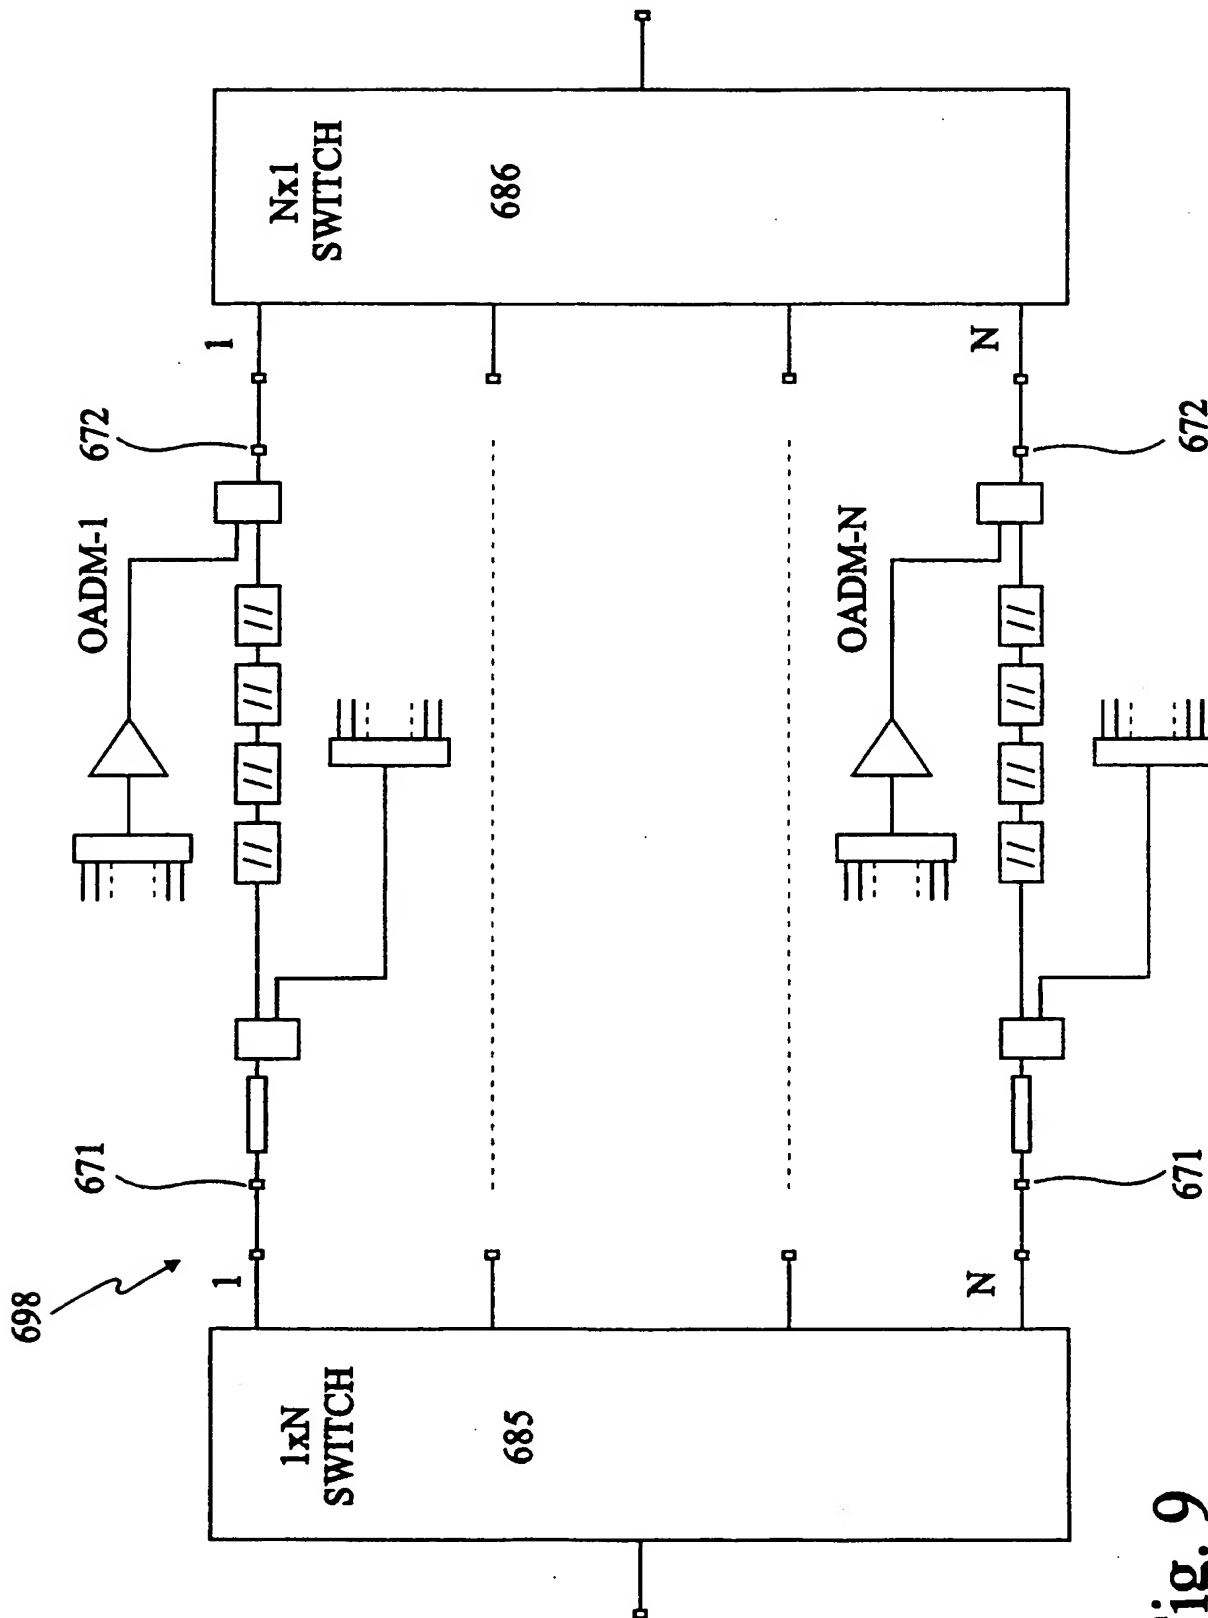 698
1xN
SWITCH
685
1
N
671
671
OADM-1
OADM-N
672
672
1
N
Nx1
SWITCH
686
ig. 9